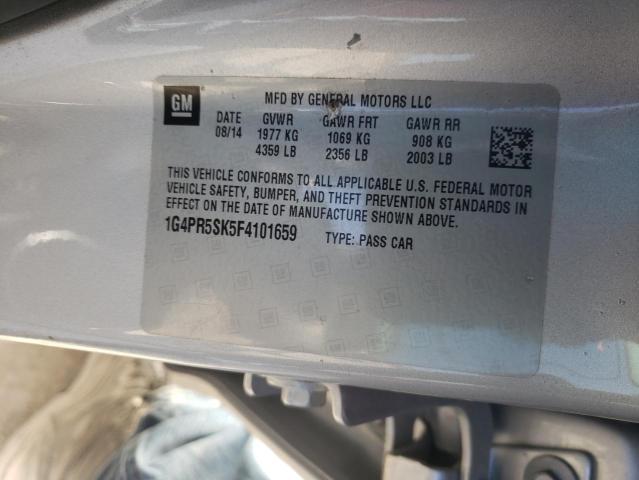 GM
MFD BY GENERAL MOTORS LLC
DATE GVWR GAWR FRT GAWR RR
08/14 1977 KG 1069 KG 908 KG
4359 LB 2356 LB 2003 LB
THIS VEHICLE CONFORMS TO ALL APPLICABLE U.S. FEDERAL MOTOR
VEHICLE SAFETY, BUMPER, AND THEFT PREVENTION STANDARDS IN
EFFECT ON THE DATE OF MANUFACTURE SHOWN ABOVE.
1G4PR5SK5F4101659 TYPE: PASS CAR